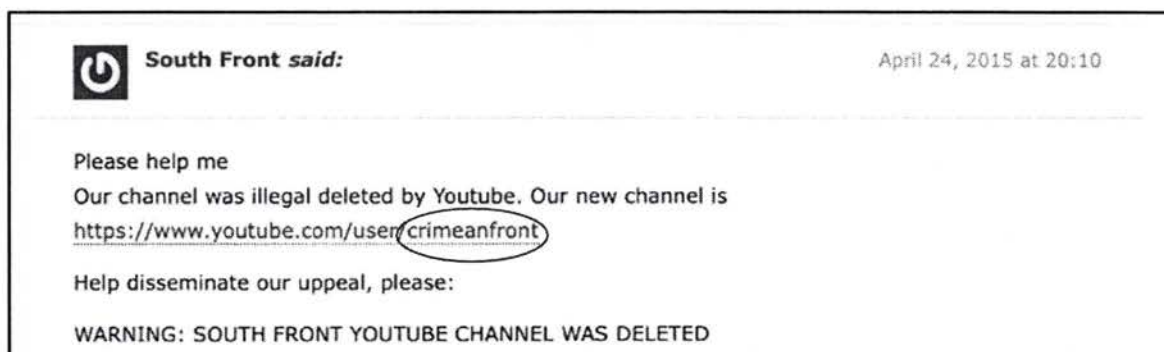 South Front said:
April 24, 2015 at 20:10
Please help me
Our channel was illegal deleted by Youtube. Our new channel is
https://www.youtube.com/user/crimeanfront
Help disseminate our uppeal, please:
WARNING: SOUTH FRONT YOUTUBE CHANNEL WAS DELETED